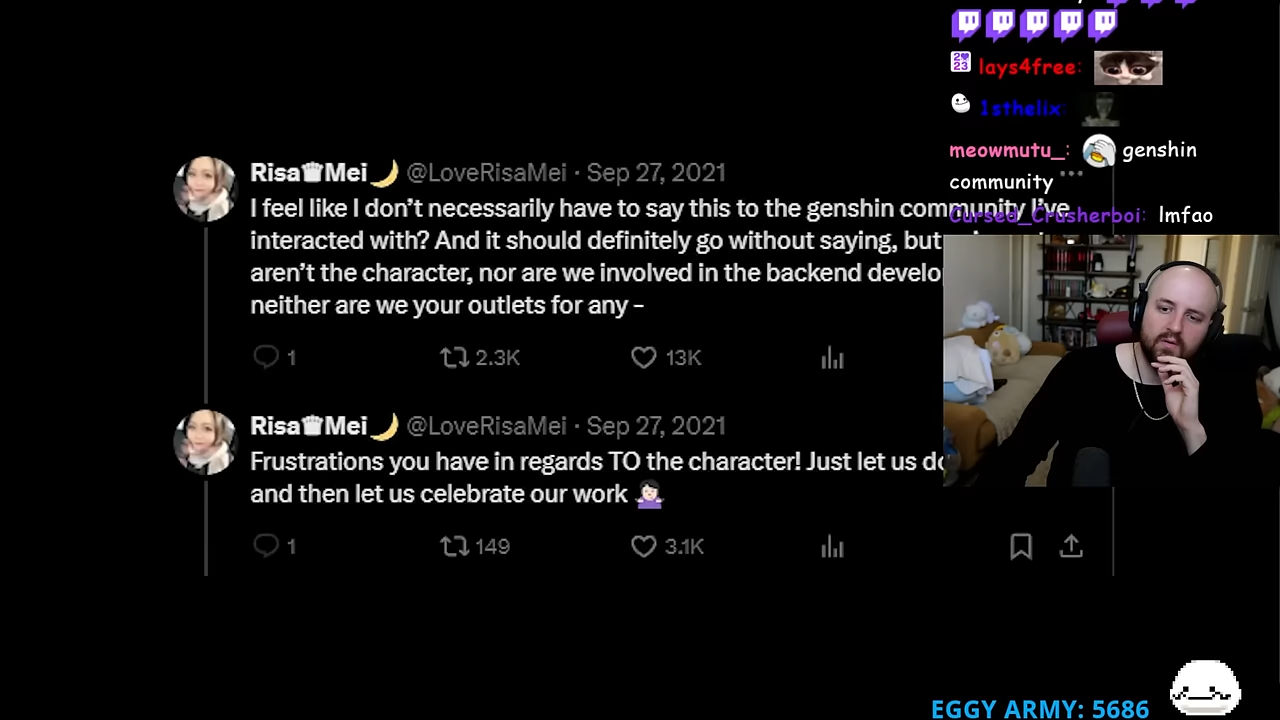 Risa Mei @LoveRisaMei · Sep 27, 2021
I feel like I don't necessarily have to say this to the genshin community I've
interacted with? And it should definitely go without saying, but
aren't the character, nor are we involved in the backend develo
neither are we your outlets for any -
1 2.3K 13K
Risa Mei @LoveRisaMei · Sep 27, 2021
Frustrations you have in regards TO the character! Just let us do
and then let us celebrate our work
1 149 3.1K
lays4free:
1sthelix:
meowmutu_: genshin
community
Cursed_Crusherboi: lmfao
EGGY ARMY: 5686